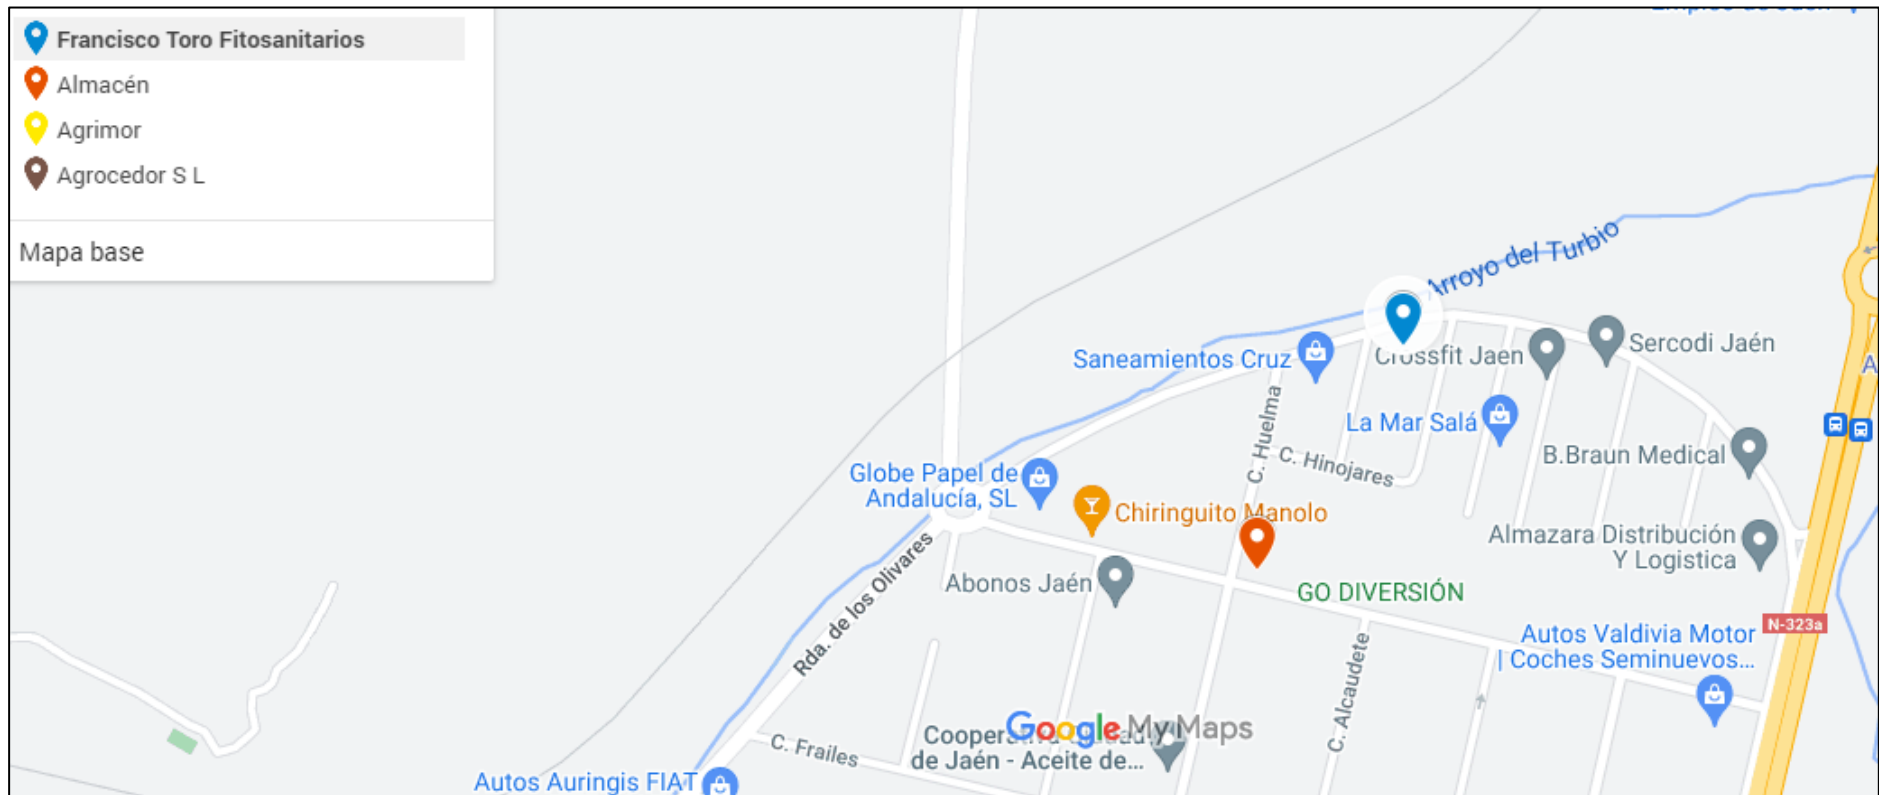 Francisco Toro Fitosanitarios
Almacén
Agrimor
Agrocedor S L
Mapa base
Arroyo del Turbio
Saneamientos Cruz
Crossfit Jaen
Sercodi Jaén
A
La Mar Salá
C. Huelma
C. Hinojares
B.Braun Medical
Globe Papel de
Andalucía, SL
Chiringuito Manolo
Almazara Distribución
Y Logistica
Rda. de los Olivares
Abonos Jaén
GO DIVERSIÓN
N-323a
Autos Valdivia Motor
| Coches Seminuevos...
C. Alcaudete
Google My Maps
C. Frailes
de Jaén - Aceite de...
Autos Auringis FIAT